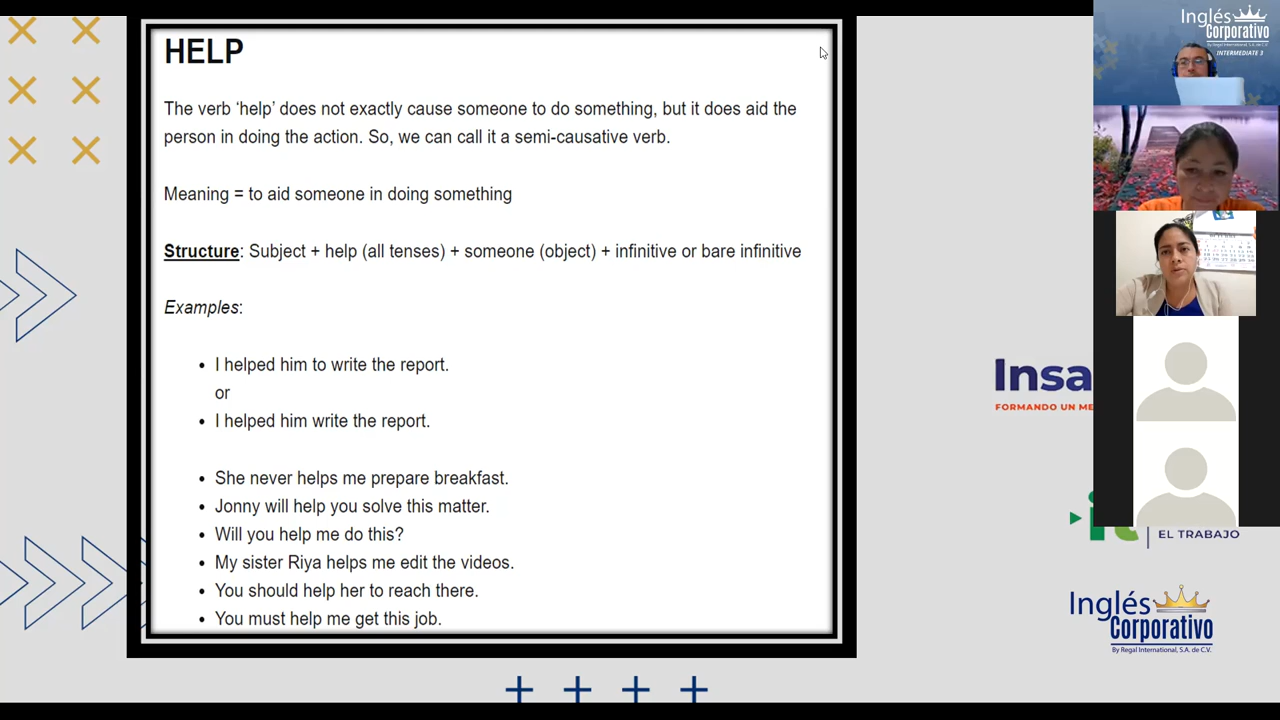 HELP
The verb ‘help’ does not exactly cause someone to do something, but it does aid the
person in doing the action. So, we can call it a semi-causative verb.
Meaning = to aid someone in doing something
Structure: Subject + help (all tenses) + someone (object) + infinitive or bare infinitive
Examples:
• I helped him to write the report.
or
• I helped him write the report.
• She never helps me prepare breakfast.
• Jonny will help you solve this matter.
• Will you help me do this?
• My sister Riya helps me edit the videos.
• You should help her to reach there.
• You must help me get this job.
Inglés
Corporativo
By Regal International, S.A. de C.V.
INTERMEDIATE 3
Insa
FORMANDO UN ME
EL TRABAJO
Inglés
Corporativo
By Regal International, S.A. de C.V.